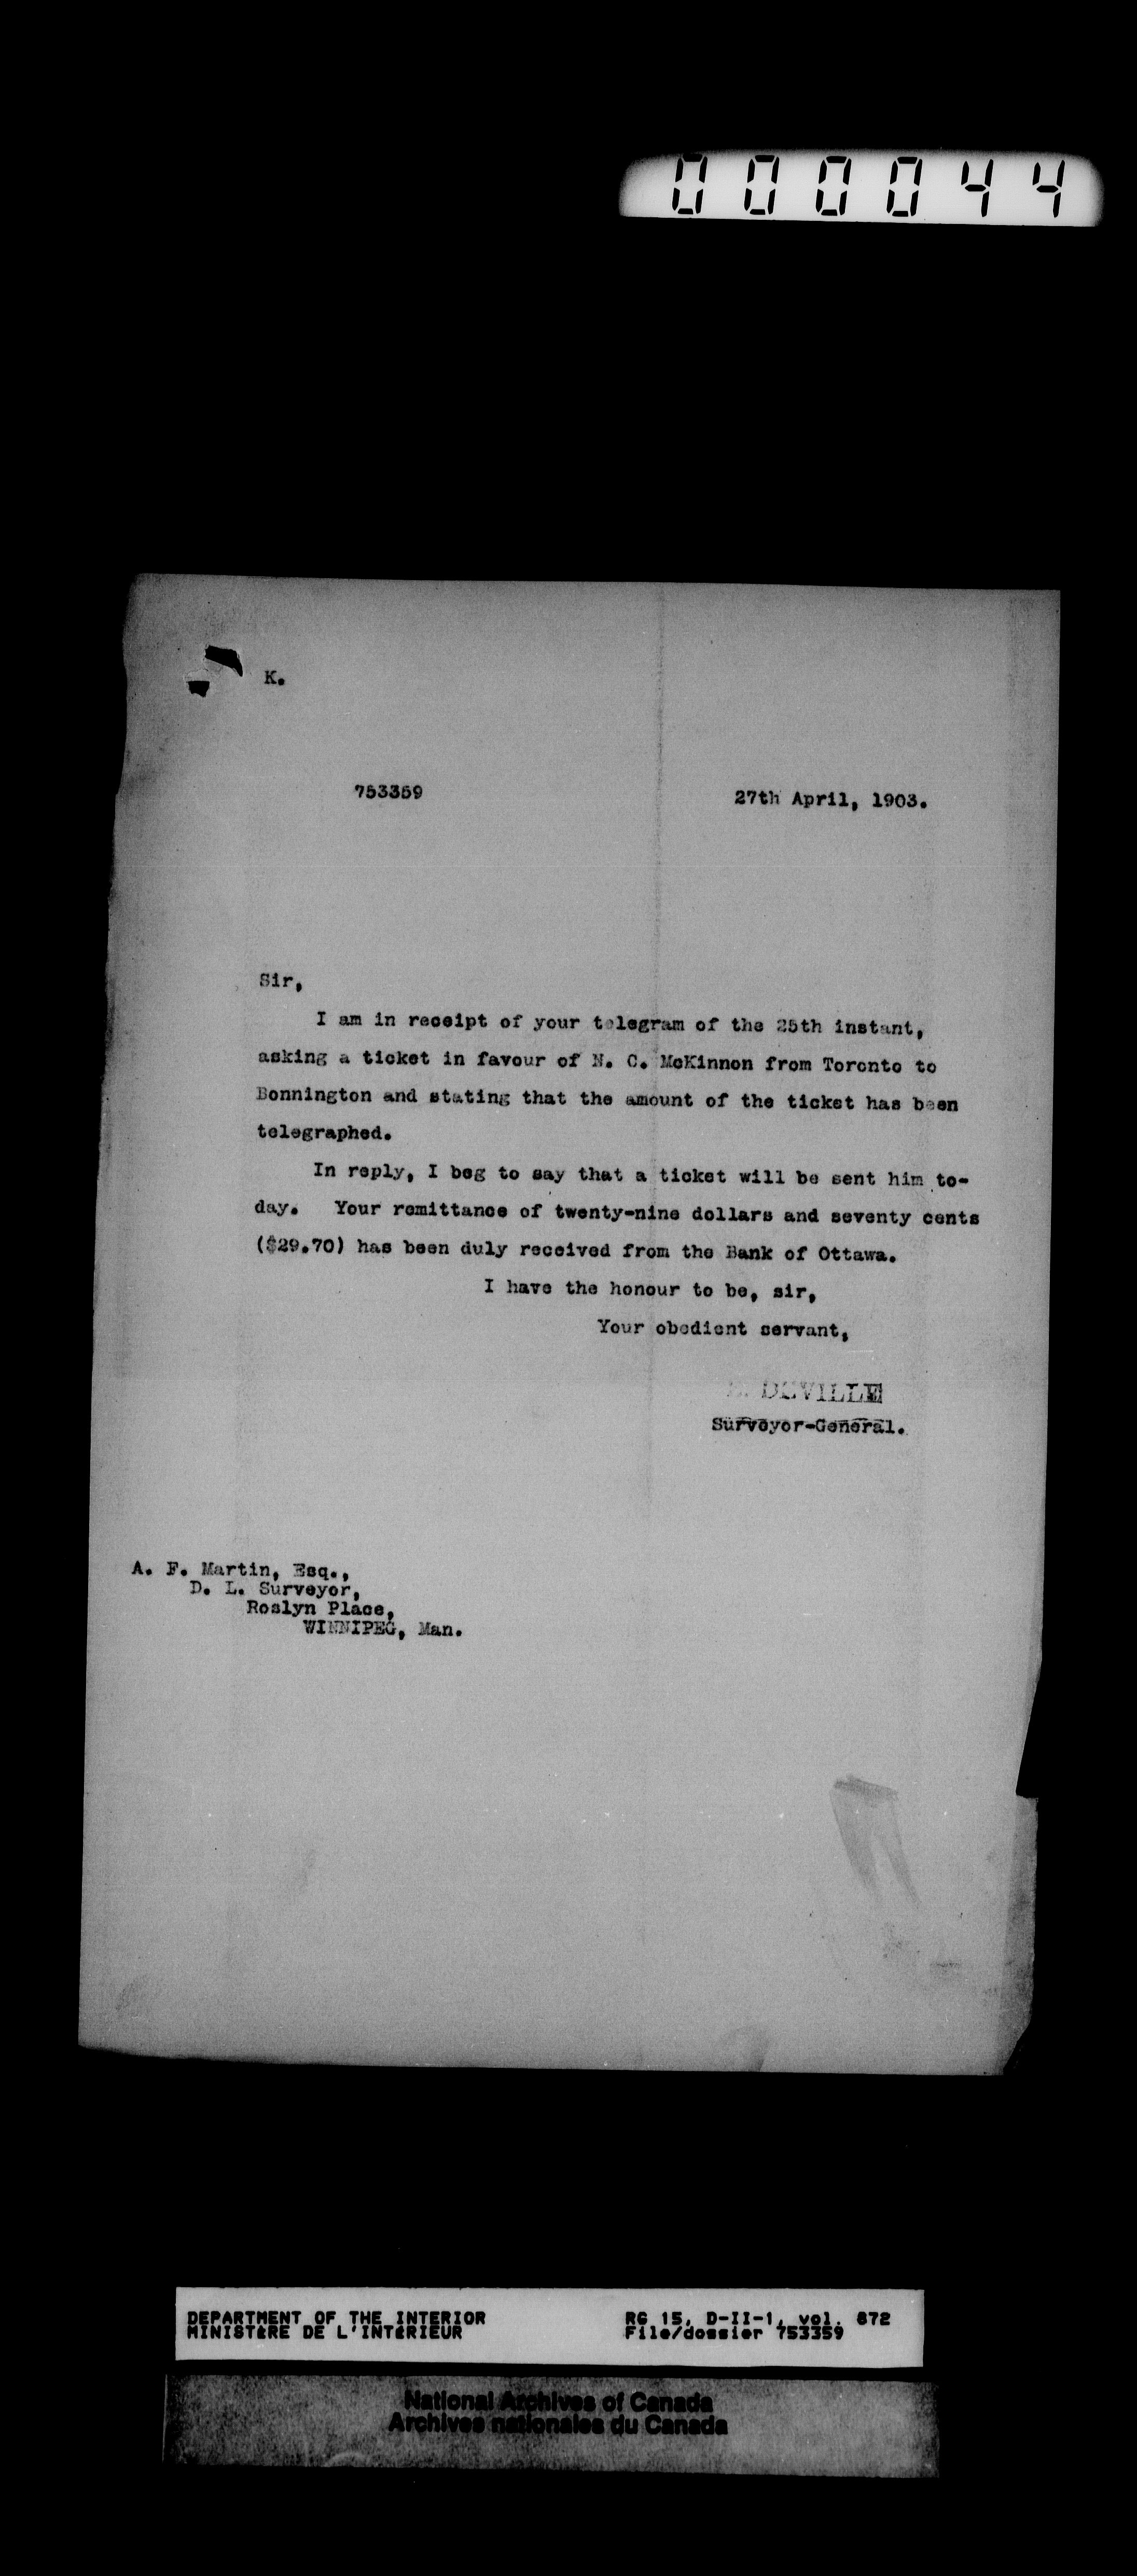 000044
K.
753359
27th April, 1903.
Sir,
I am in receipt of your telegram of the 25th instant,
asking a ticket in favour of N. C. McKinnon from Toronto to
Bonnington and stating that the amount of the ticket has been
telegraphed.
In reply, I beg to say that a ticket will be sent him to-
day. Your remittance of twenty-nine dollars and seventy cents
($29.70) has been duly received from the Bank of Ottawa.
I have the honour to be, sir,
Your obedient servant,
DEVILLE
Surveyor-General.
A. F. Martin, Esq.,
D. L. Surveyor,
Roslyn Place,
WINNIPEG, Man.
DEPARTMENT OF THE INTERIOR
MINISTÈRE DE L'INTÉRIEUR
RG 15, D-II-1, vol. 872
File/dossier 753359
National Archives of Canada
Archives nationales du Canada